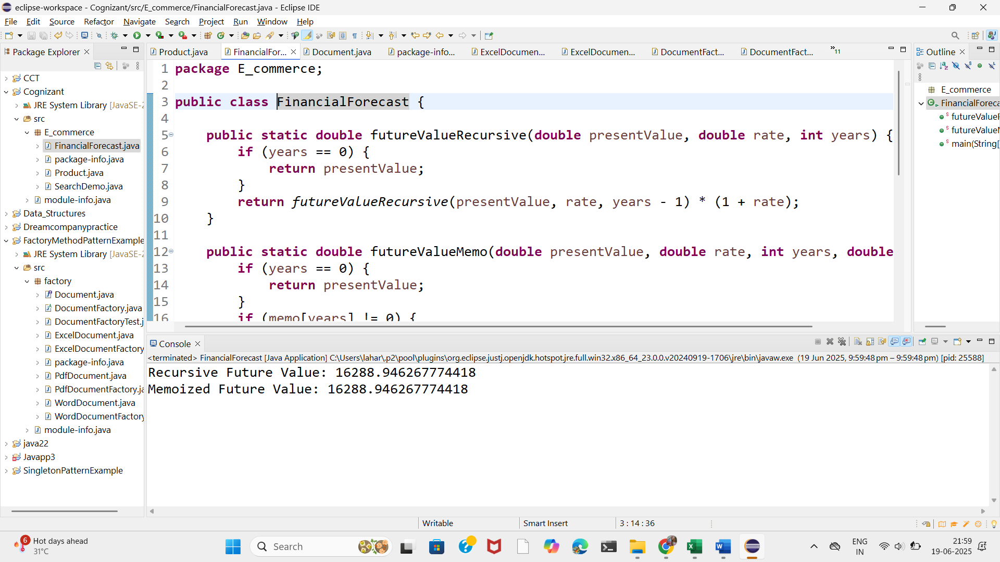 eclipse-workspace - Cognizant/src/E_commerce/FinancialForecast.java - Eclipse IDE
File Edit Source Refactor Navigate Search Project Run Window Help
Package Explorer
CCT
Cognizant
JRE System Library [JavaSE-2
src
E_commerce
FinancialForecast.java
package-info.java
Product.java
SearchDemo.java
module-info.java
Data_Structures
Dreamcompanypractice
FactoryMethodPatternExample
JRE System Library [JavaSE-2
src
factory
Document.java
DocumentFactory.java
DocumentFactoryTest.j
ExcelDocument.java
ExcelDocumentFactory
package-info.java
PdfDocument.java
PdfDocumentFactory.ja
WordDocument.java
WordDocumentFactory
module-info.java
java22
Javapp3
SingletonPatternExample
Product.java FinancialFor... Document.java package-info... ExcelDocumen... ExcelDocumen... DocumentFact... DocumentFact... »11
1 package E_commerce;
2
3 public class FinancialForecast {
4
5 public static double futureValueRecursive(double presentValue, double rate, int years) {
6 if (years == 0) {
7 return presentValue;
8 }
9 return futureValueRecursive(presentValue, rate, years - 1) * (1 + rate);
10 }
11
12 public static double futureValueMemo(double presentValue, double rate, int years, double
13 if (years == 0) {
14 return presentValue;
15 }
16 if (memo[years] != 0) {
Outline
E_commerce
FinancialForeca
futureValueF
futureValueM
main(String[
Console
<terminated> FinancialForecast [Java Application] C:\Users\lahar\.p2\pool\plugins\org.eclipse.justj.openjdk.hotspot.jre.full.win32.x86_64_23.0.0.v20240919-1706\jre\bin\javaw.exe (19 Jun 2025, 9:59:48 pm – 9:59:48 pm) [pid: 25588]
Recursive Future Value: 16288.946267774418
Memoized Future Value: 16288.946267774418
Writable Smart Insert 3 : 14 : 36
6
Hot days ahead
31°C
Search
ENG
IN
21:59
19-06-2025